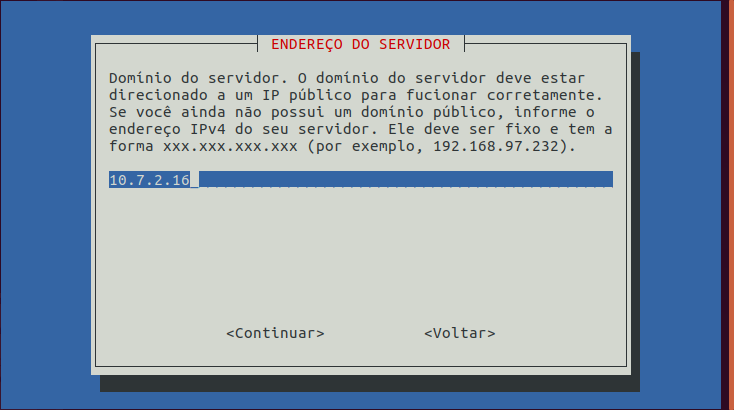 ENDEREÇO DO SERVIDOR
Domínio do servidor. O domínio do servidor deve estar
direcionado a um IP público para fucionar corretamente.
Se você ainda não possui um domínio público, informe o
endereço IPv4 do seu servidor. Ele deve ser fixo e tem a
forma xxx.xxx.xxx.xxx (por exemplo, 192.168.97.232).
10.7.2.16
<Continuar> <Voltar>